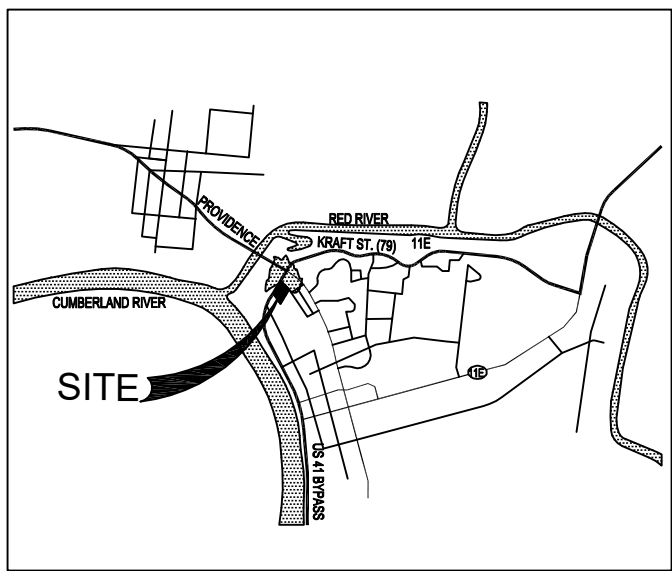 PROVIDENCE
RED RIVER
KRAFT ST. (79) 11E
CUMBERLAND RIVER
SITE
11E
US 41 BYPASS